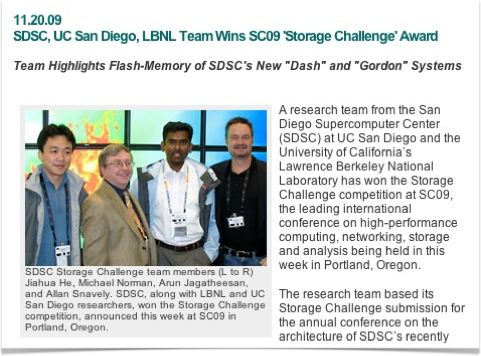 11.20.09
SDSC, UC San Diego, LBNL Team Wins SC09 'Storage Challenge' Award
Team Highlights Flash-Memory of SDSC's New "Dash" and "Gordon" Systems
SDSC Storage Challenge team members (L to R)
Jiahua He, Michael Norman, Arun Jagatheesan,
and Allan Snavely. SDSC, along with LBNL and UC
San Diego researchers, won the Storage Challenge
competition, announced this week at SC09 in
Portland, Oregon.
A research team from the San
Diego Supercomputer Center
(SDSC) at UC San Diego and the
University of California's
Lawrence Berkeley National
Laboratory has won the Storage
Challenge competition at SC09,
the leading international
conference on high-performance
computing, networking, storage
and analysis being held in this
week in Portland, Oregon.
The research team based its
Storage Challenge submission for
the annual conference on the
architecture of SDSC's recently